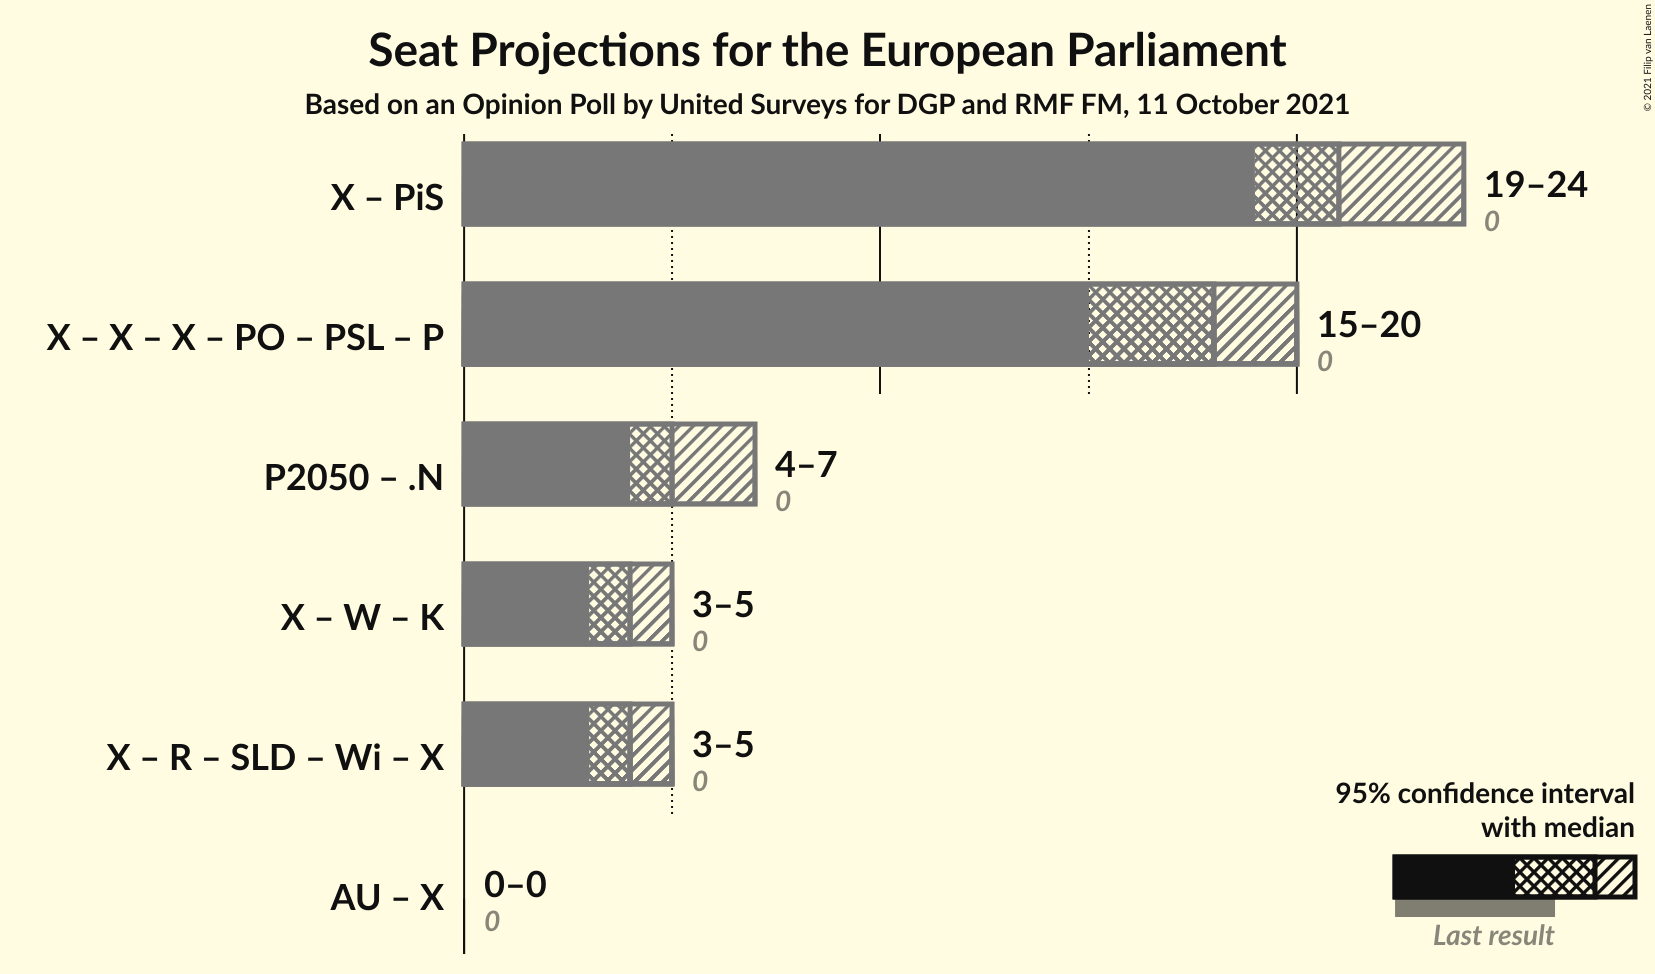 Seat Projections for the European Parliament
Based on an Opinion Poll by United Surveys for DGP and RMF FM, 11 October 2021
© 2021 Filip van Laenen
X – PiS
19–24
0
X – X – X – PO – PSL – P
15–20
0
P2050 – .N
4–7
0
X – W – K
3–5
0
X – R – SLD – Wi – X
3–5
0
AU – X
0–0
0
95% confidence interval
with median
Last result